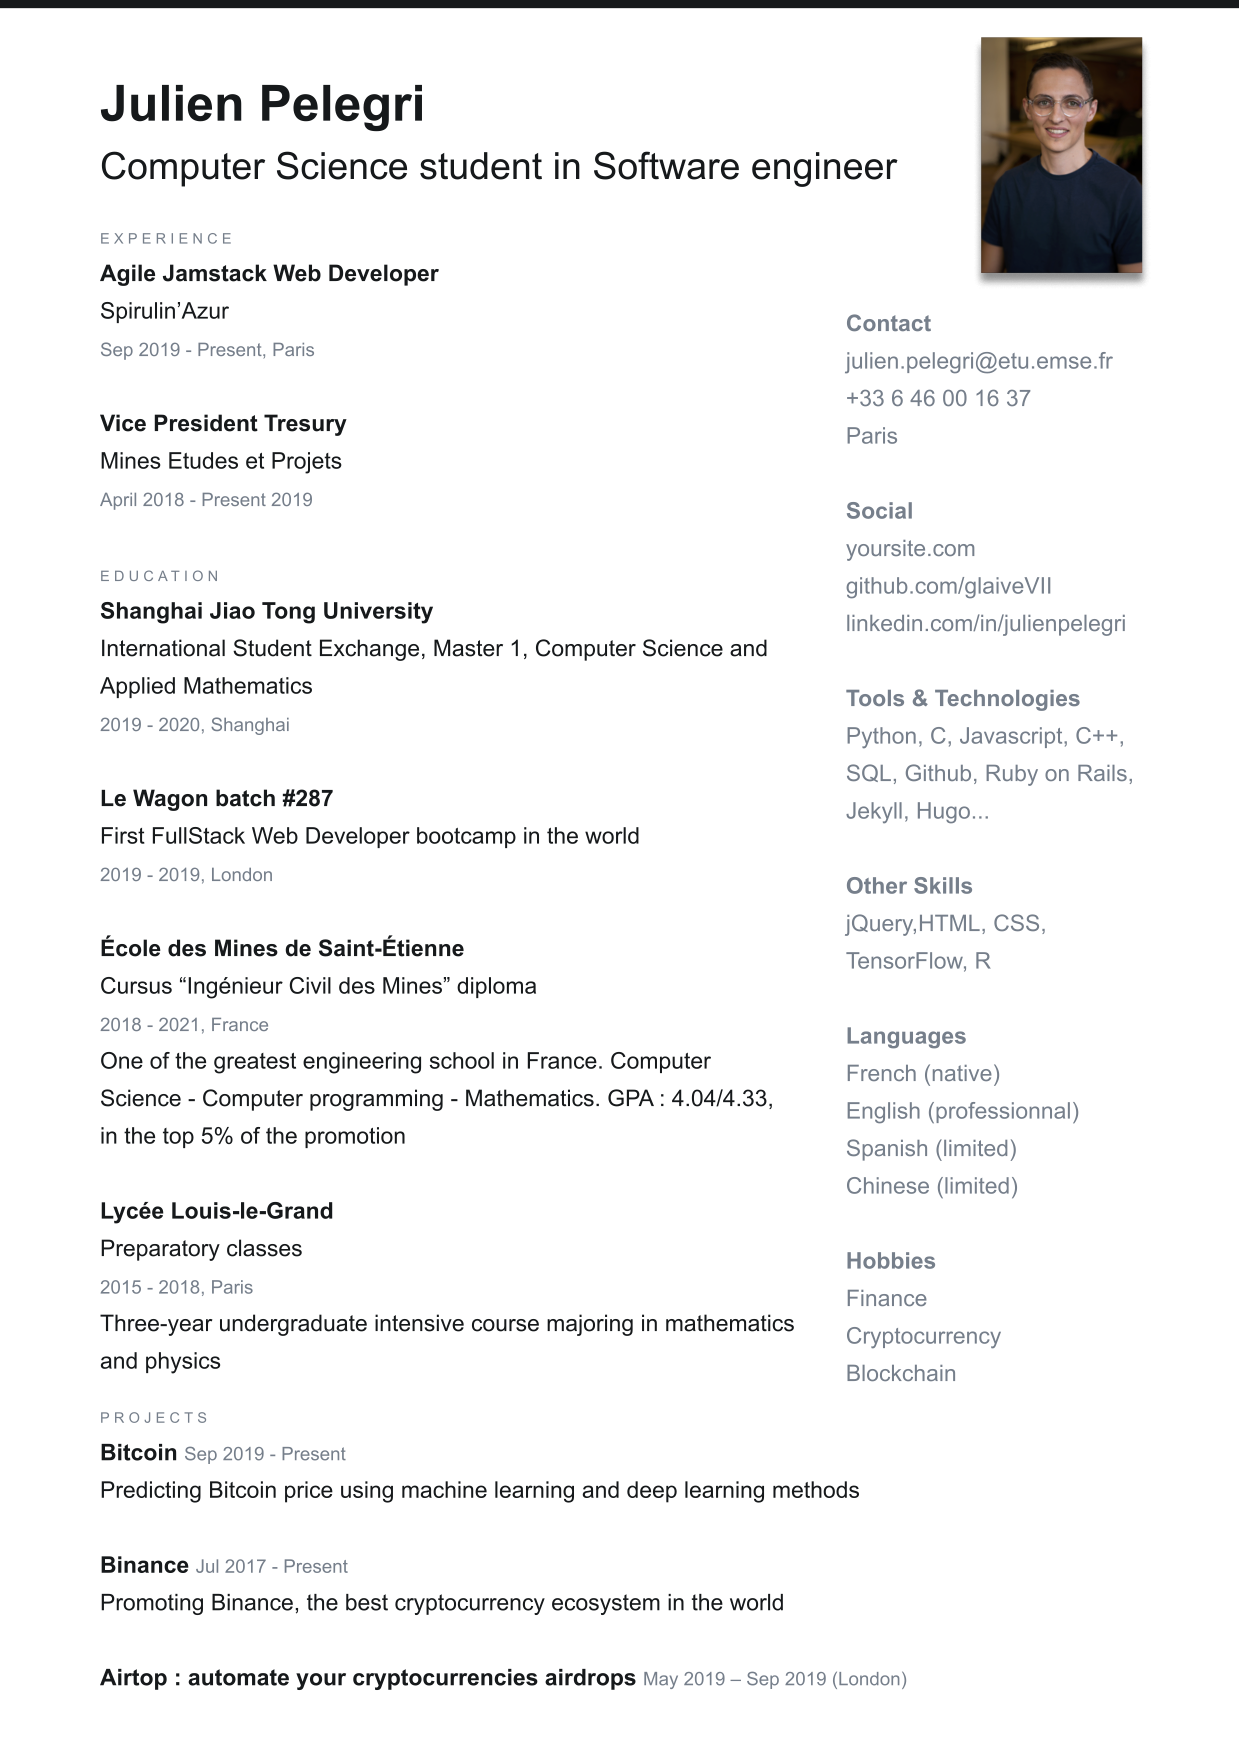 Julien Pelegri
Computer Science student in Software engineer
EXPERIENCE
Agile Jamstack Web Developer
Spirulin’Azur
Sep 2019 - Present, Paris
Vice President Tresury
Mines Etudes et Projets
April 2018 - Present 2019
EDUCATION
Shanghai Jiao Tong University
International Student Exchange, Master 1, Computer Science and
Applied Mathematics
2019 - 2020, Shanghai
Le Wagon batch #287
First FullStack Web Developer bootcamp in the world
2019 - 2019, London
École des Mines de Saint-Étienne
Cursus “Ingénieur Civil des Mines” diploma
2018 - 2021, France
One of the greatest engineering school in France. Computer
Science - Computer programming - Mathematics. GPA : 4.04/4.33,
in the top 5% of the promotion
Lycée Louis-le-Grand
Preparatory classes
2015 - 2018, Paris
Three-year undergraduate intensive course majoring in mathematics
and physics
PROJECTS
Bitcoin Sep 2019 - Present
Predicting Bitcoin price using machine learning and deep learning methods
Binance Jul 2017 - Present
Promoting Binance, the best cryptocurrency ecosystem in the world
Airtop : automate your cryptocurrencies airdrops May 2019 – Sep 2019 (London)
Contact
julien.pelegri@etu.emse.fr
+33 6 46 00 16 37
Paris
Social
yoursite.com
github.com/glaiveVII
linkedin.com/in/julienpelegri
Tools & Technologies
Python, C, Javascript, C++,
SQL, Github, Ruby on Rails,
Jekyll, Hugo...
Other Skills
jQuery,HTML, CSS,
TensorFlow, R
Languages
French (native)
English (professionnal)
Spanish (limited)
Chinese (limited)
Hobbies
Finance
Cryptocurrency
Blockchain